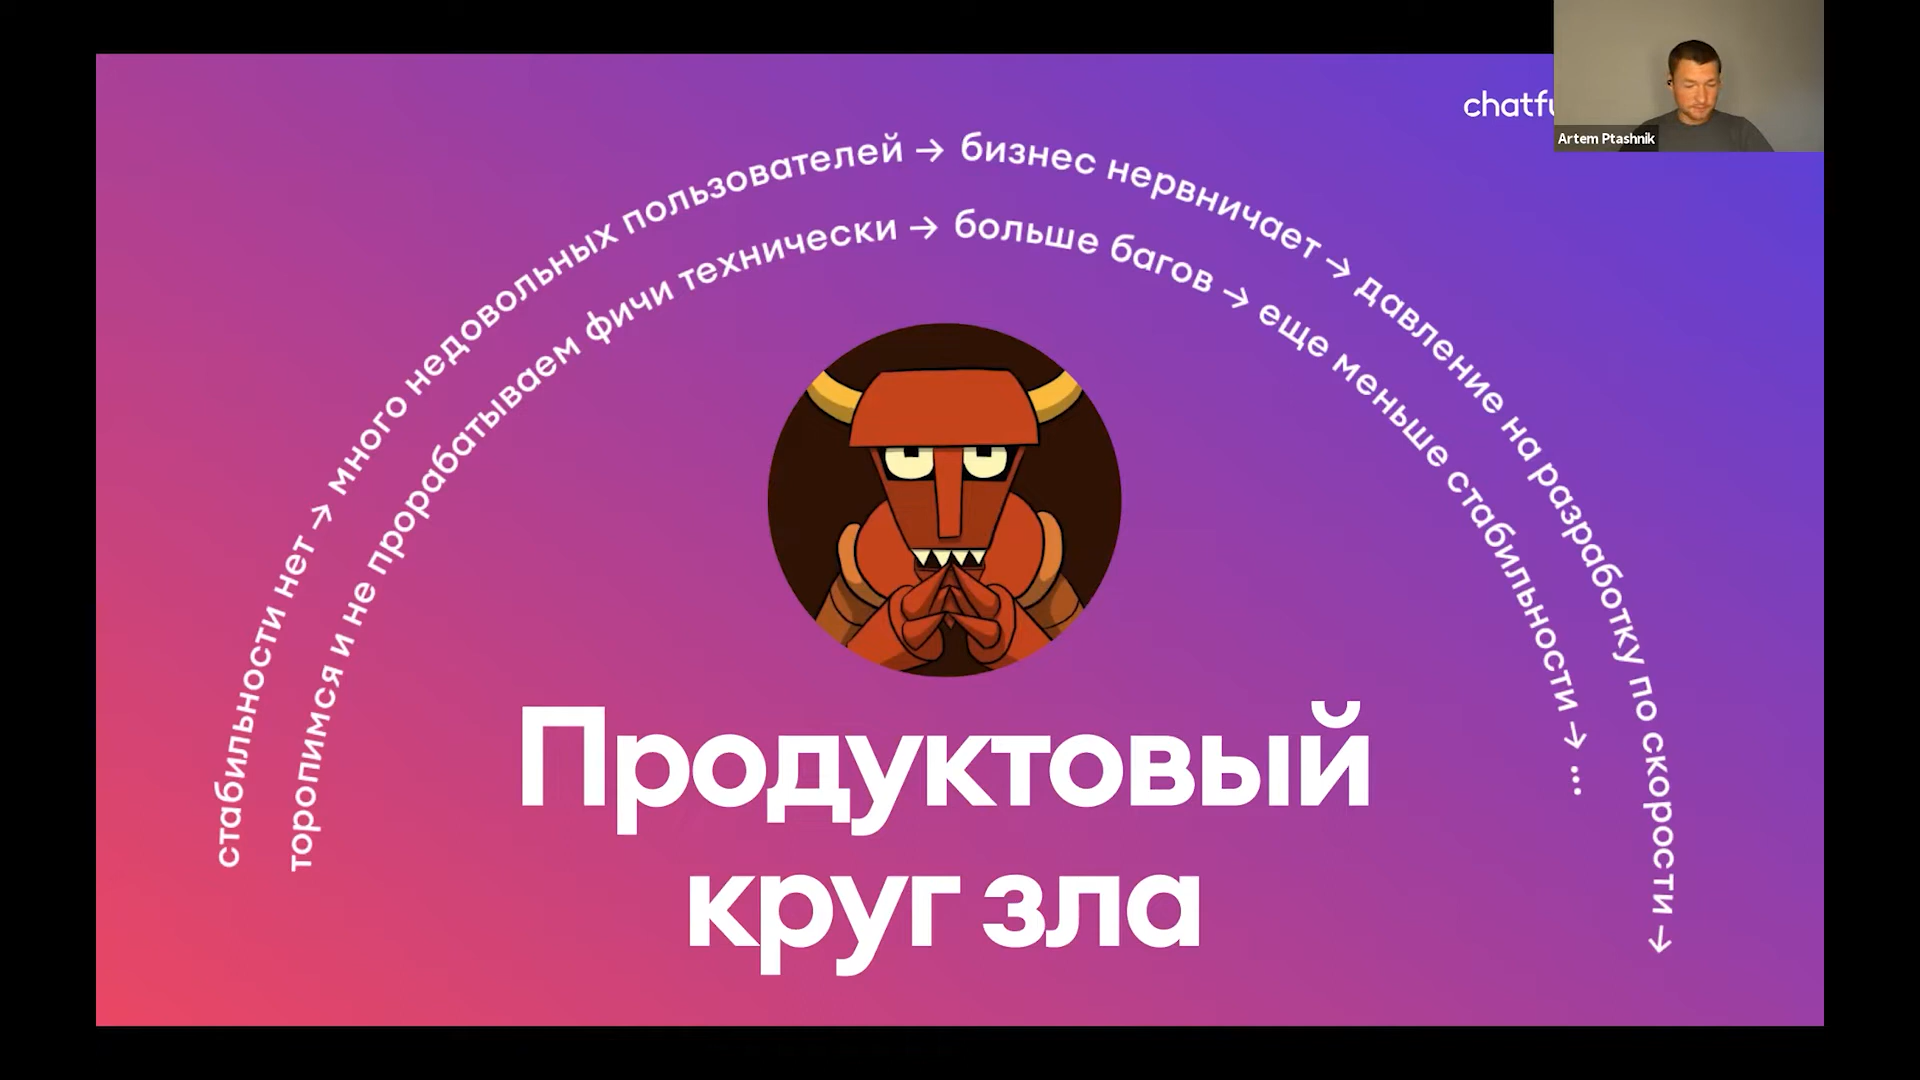 chatfu
Artem Ptashnik
стабильности нет → много недовольных пользователей → бизнес нервничает → давление на разработку по скорости →
торопимся и не прорабатываем фичи технически → больше багов → еще меньше стабильности → ...
Продуктовый
круг зла